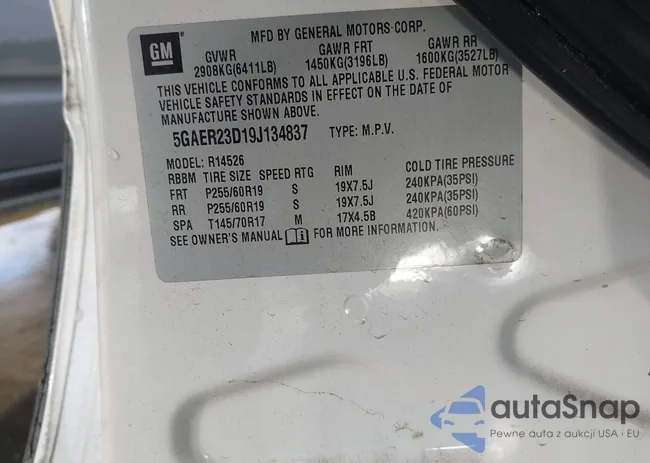 MFD BY GENERAL MOTORS CORP.
GM
GVWR GAWR FRT GAWR RR
2908KG(6411LB) 1450KG(3196LB) 1600KG(3527LB)
THIS VEHICLE CONFORMS TO ALL APPLICABLE U.S. FEDERAL MOTOR
VEHICLE SAFETY STANDARDS IN EFFECT ON THE DATE OF
MANUFACTURE SHOWN ABOVE.
5GAER23D19J134837 TYPE: M.P.V.
MODEL: R14526
RBBM TIRE SIZE SPEED RTG RIM COLD TIRE PRESSURE
FRT P255/60R19 S 19X7.5J 240KPA(35PSI)
RR P255/60R19 S 19X7.5J 240KPA(35PSI)
SPA T145/70R17 M 17X4.5B 420KPA(60PSI)
SEE OWNER'S MANUAL i FOR MORE INFORMATION.
autaSnap
Pewne auta z aukcji USA i EU